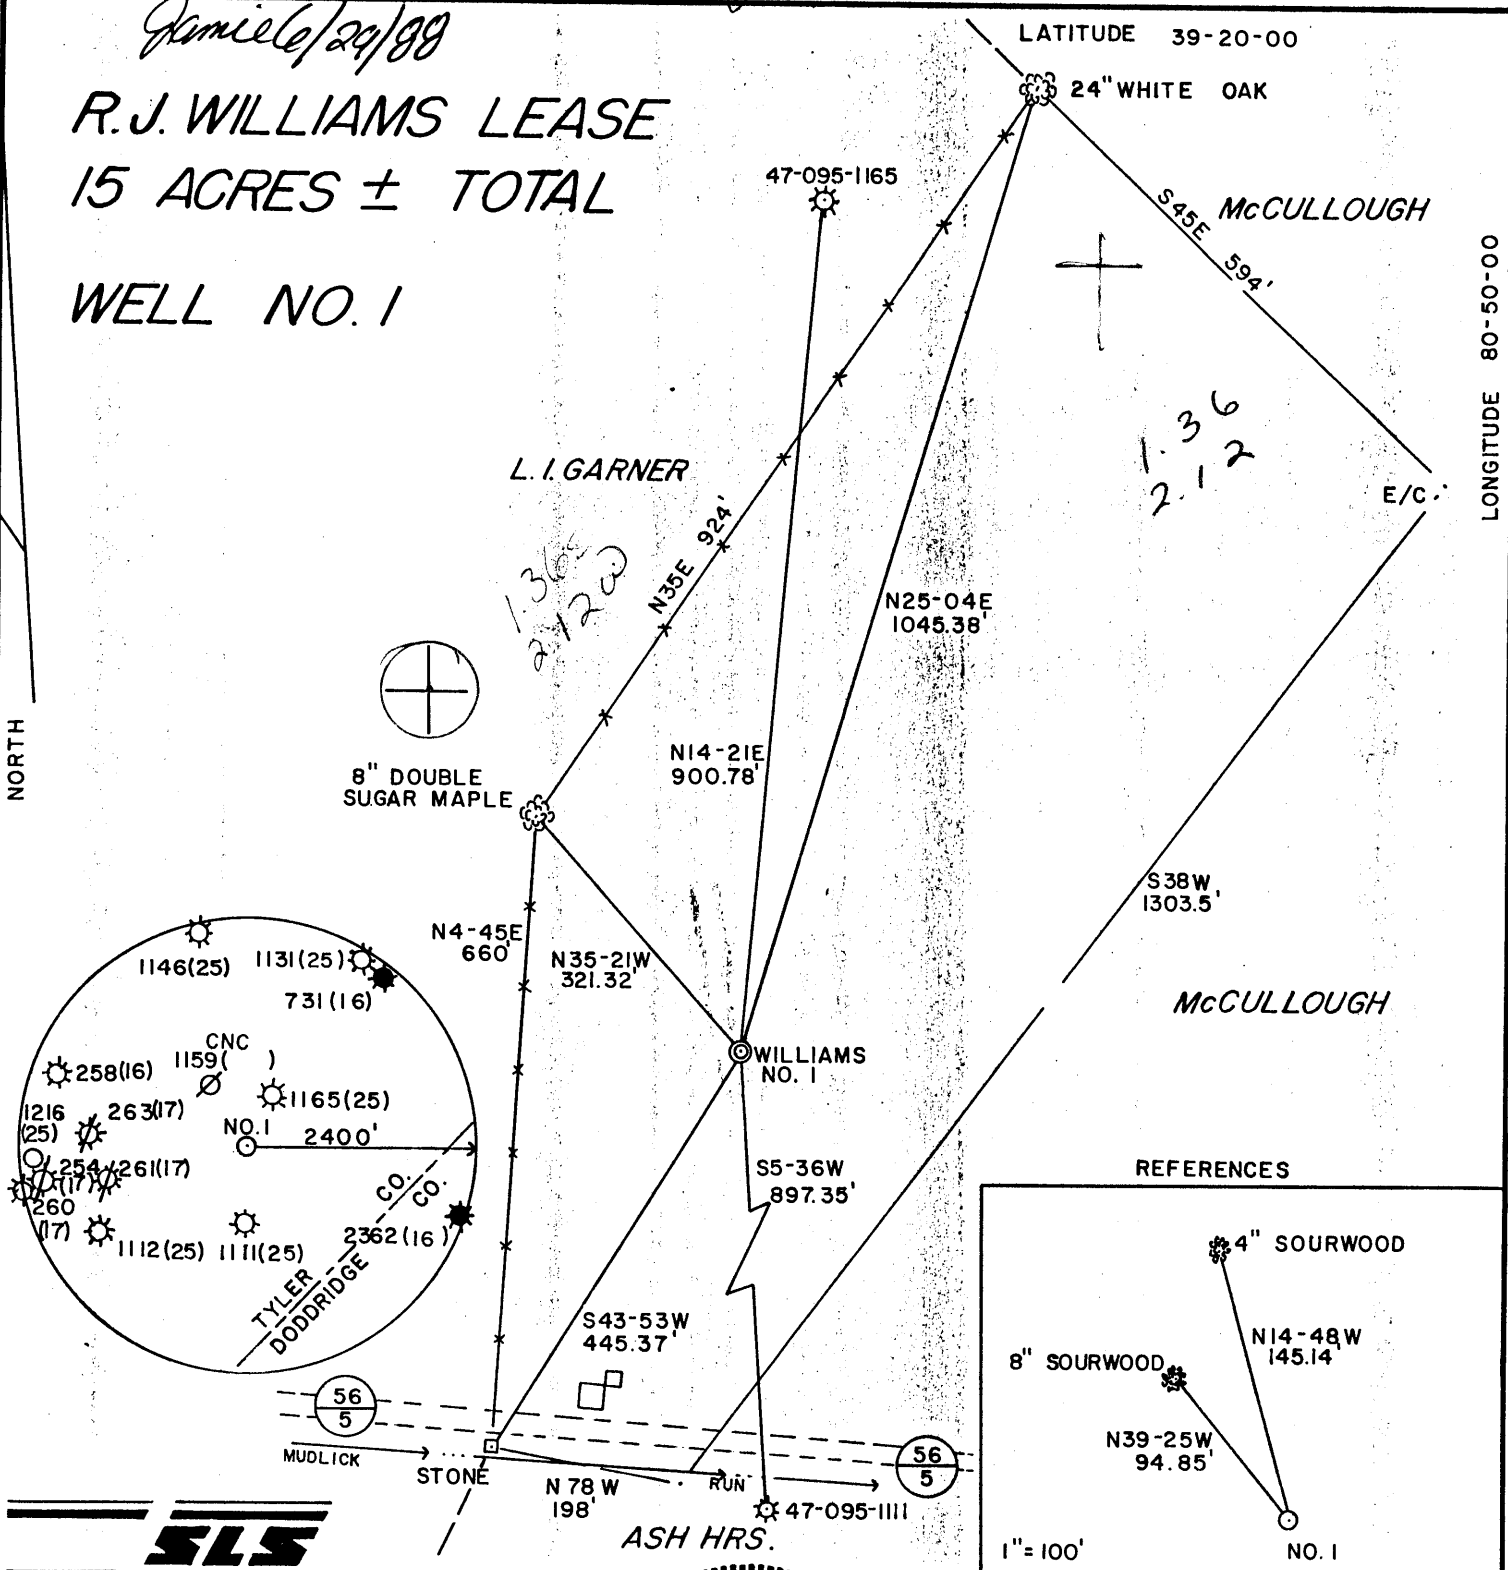 Jamie 6/29/88
LATITUDE 39-20-00
24" WHITE OAK
R.J. WILLIAMS LEASE
15 ACRES ± TOTAL
WELL NO. 1
47-095-1165
S45E 594'
McCULLOUGH
LONGITUDE 80-50-00
1.36
2.12
E/C
L.I. GARNER
N35E 924'
2.120
N25-04E
1045.38'
NORTH
8" DOUBLE
SUGAR MAPLE
N14-21E
900.78'
S38W
1303.5'
N4-45E
660'
N35-21W
321.32'
McCULLOUGH
WILLIAMS
NO. 1
1146(25)
1131(25)
731(16)
CNC
1159( )
258(16)
1165(25)
1216
(25)
263(17)
NO.1
2400'
254
(17)
261(17)
260
(17)
1112(25)
1111(25)
2362(16)
CO.
CO.
TYLER
DODDRIDGE
S5-36W
897.35'
S43-53W
445.37'
56
5
MUDLICK
STONE
N78W
198'
RUN
56
5
47-095-1111
ASH HRS.
SLS
REFERENCES
4" SOURWOOD
N14-48W
145.14'
8" SOURWOOD
N39-25W
94.85'
1"=100'
NO. 1